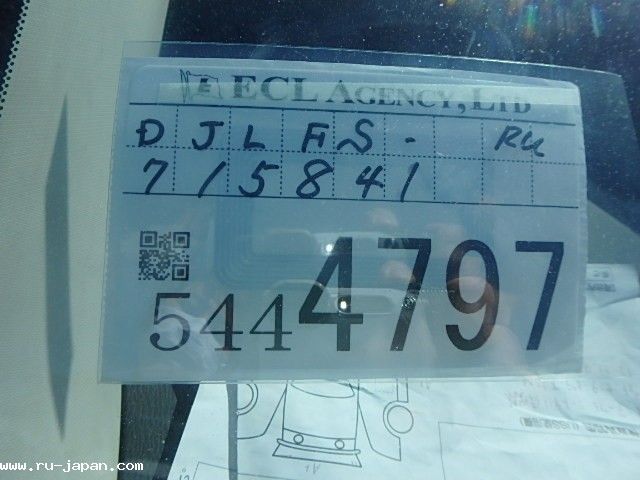 ECL AGENCY, LTD
D J L F S - RU
7 1 5 8 4 1
5444797
www.ru-japan.com